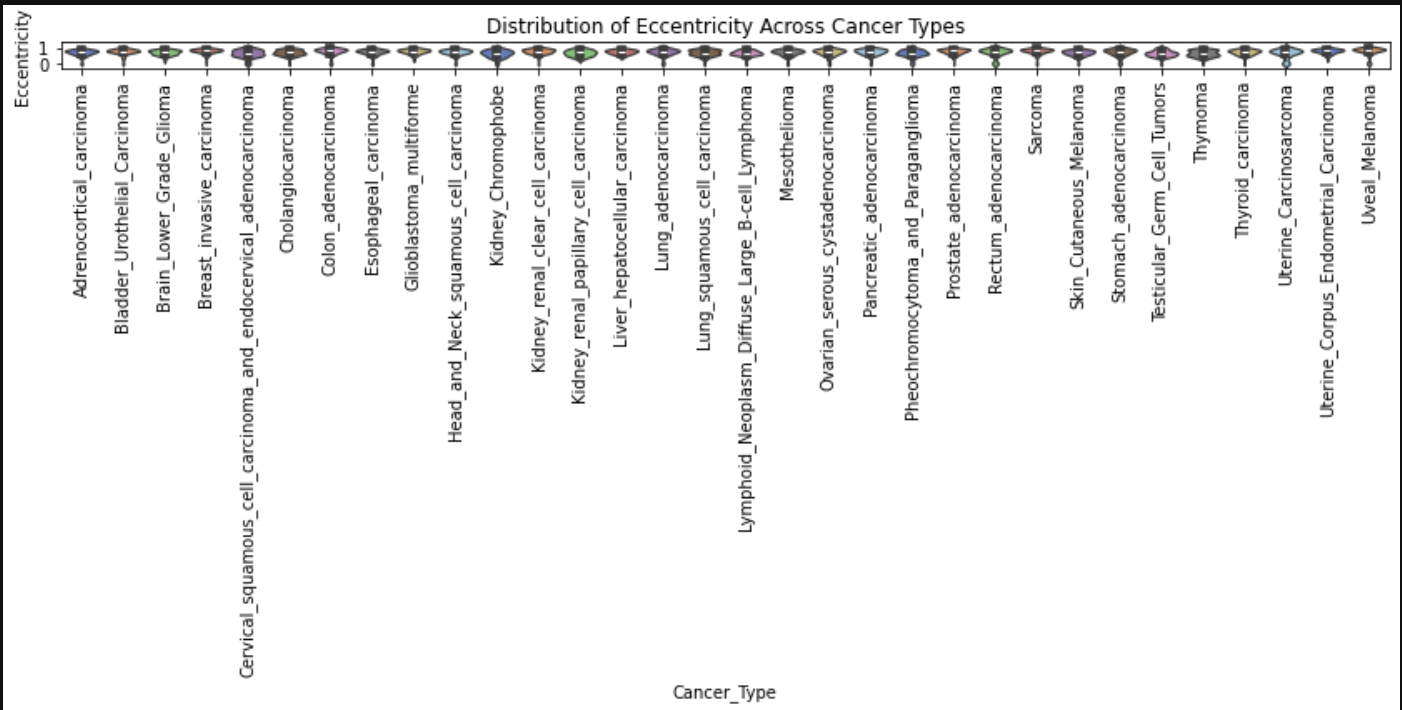 Distribution of Eccentricity Across Cancer Types
Eccentricity
1
0
Adrenocortical_carcinoma
Bladder_Urothelial_Carcinoma
Brain_Lower_Grade_Glioma
Breast_invasive_carcinoma
Cervical_squamous_cell_carcinoma_and_endocervical_adenocarcinoma
Cholangiocarcinoma
Colon_adenocarcinoma
Esophageal_carcinoma
Glioblastoma_multiforme
Head_and_Neck_squamous_cell_carcinoma
Kidney_Chromophobe
Kidney_renal_clear_cell_carcinoma
Kidney_renal_papillary_cell_carcinoma
Liver_hepatocellular_carcinoma
Lung_adenocarcinoma
Lung_squamous_cell_carcinoma
Lymphoid_Neoplasm_Diffuse_Large_B-cell_Lymphoma
Mesothelioma
Ovarian_serous_cystadenocarcinoma
Pancreatic_adenocarcinoma
Pheochromocytoma_and_Paraganglioma
Prostate_adenocarcinoma
Rectum_adenocarcinoma
Sarcoma
Skin_Cutaneous_Melanoma
Stomach_adenocarcinoma
Testicular_Germ_Cell_Tumors
Thymoma
Thyroid_carcinoma
Uterine_Carcinosarcoma
Uterine_Corpus_Endometrial_Carcinoma
Uveal_Melanoma
Cancer_Type